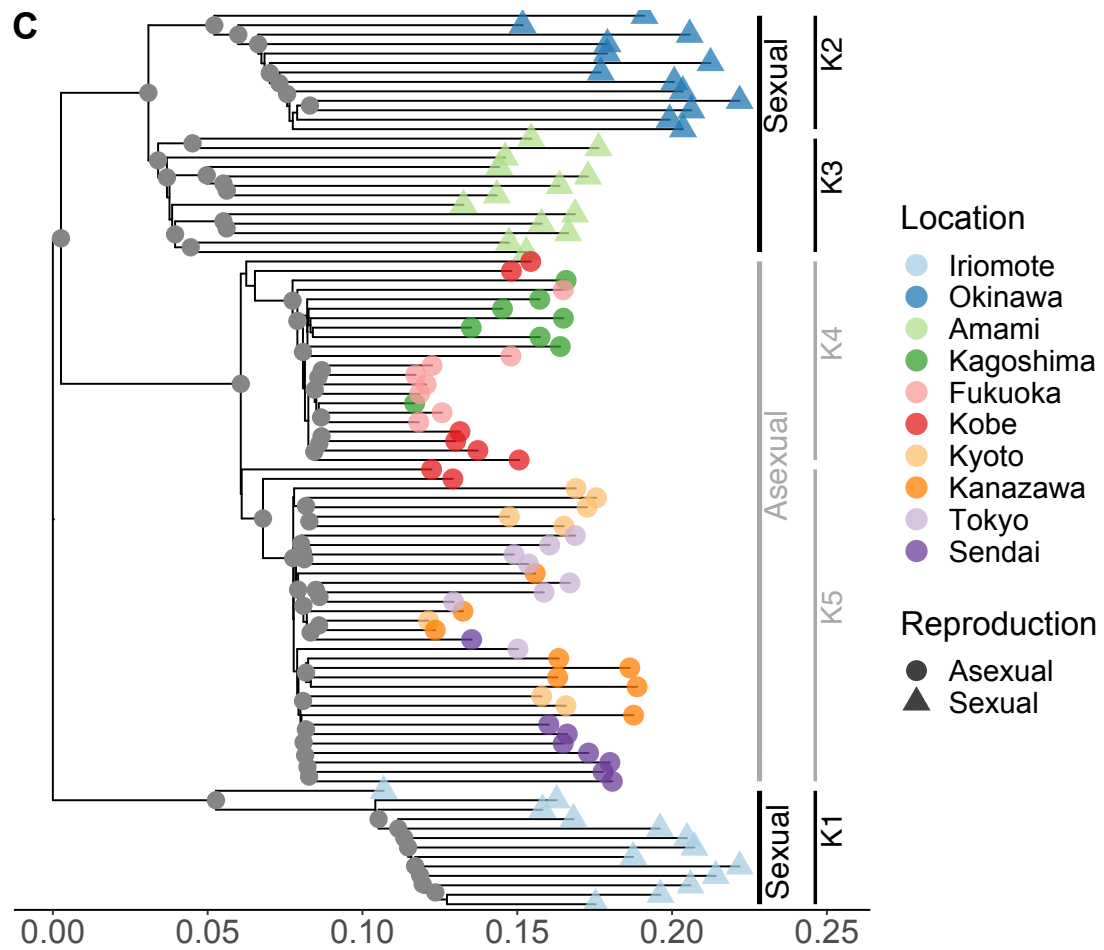 C
Sexual
K2
K3
Asexual
K4
K5
Sexual
K1
Location
Iriomote
Okinawa
Amami
Kagoshima
Fukuoka
Kobe
Kyoto
Kanazawa
Tokyo
Sendai
Reproduction
Asexual
Sexual
0.00 0.05 0.10 0.15 0.20 0.25